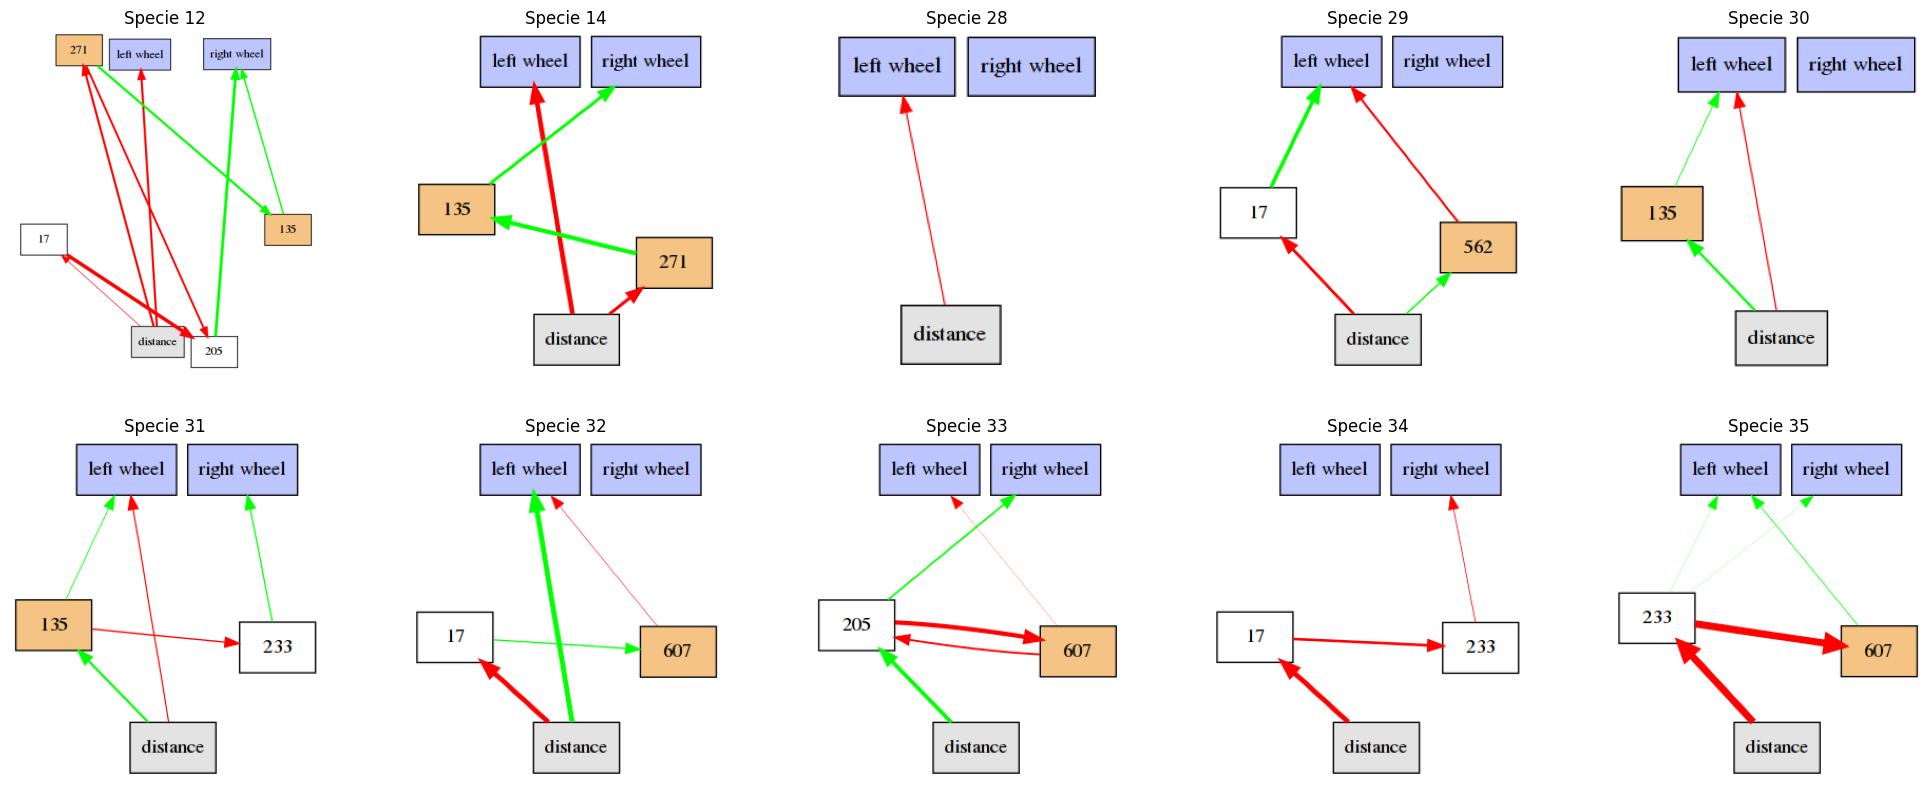 Specie 12
271
left wheel
right wheel
17
135
distance
205
Specie 14
left wheel
right wheel
135
271
distance
Specie 28
left wheel
right wheel
distance
Specie 29
left wheel
right wheel
17
562
distance
Specie 30
left wheel
right wheel
135
distance
Specie 31
left wheel
right wheel
135
233
distance
Specie 32
left wheel
right wheel
17
607
distance
Specie 33
left wheel
right wheel
205
607
distance
Specie 34
left wheel
right wheel
17
233
distance
Specie 35
left wheel
right wheel
233
607
distance